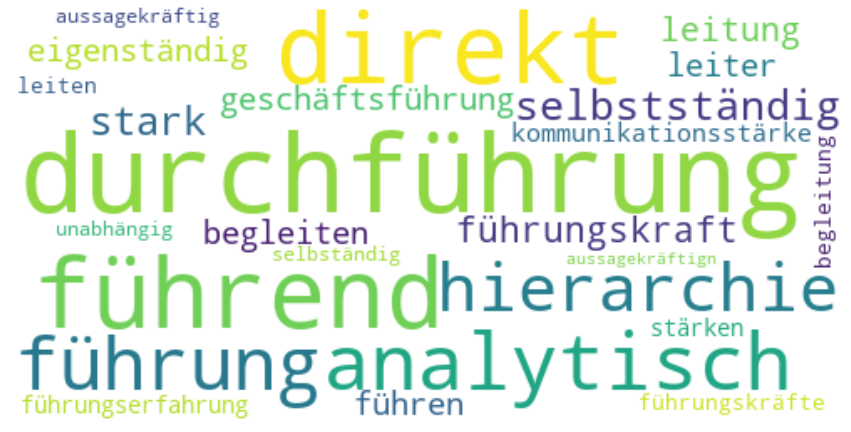 aussagekräftig
direkt
leitung
eigenständig
leiter
leiten
geschäftsführung
selbstständig
stark
kommunikationsstärke
durchführung
begleitung
unabhängig
begleiten
führungskraft
selbständig
aussagekräftign
führend
hierarchie
stärken
führung
analytisch
führungserfahrung
führen
führungskräfte